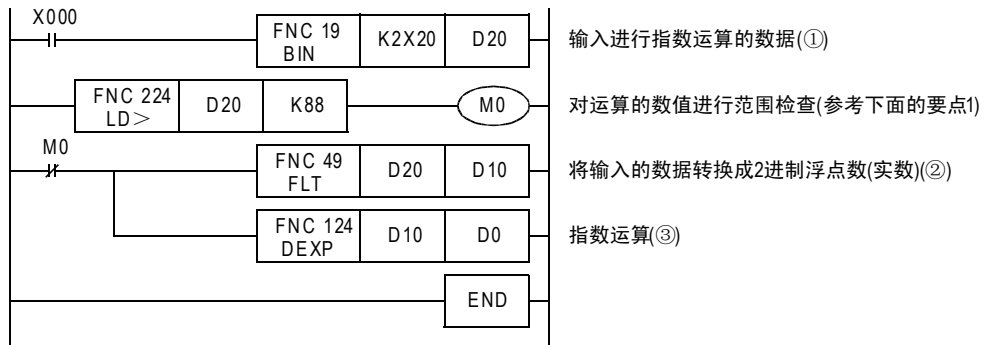 X000
FNC 19 BIN K2X20 D20 输入进行指数运算的数据(①)
FNC 224 LD＞ D20 K88 M0 对运算的数值进行范围检查(参考下面的要点1)
M0
FNC 49 FLT D20 D10 将输入的数据转换成2进制浮点数(实数)(②)
FNC 124 DEXP D10 D0 指数运算(③)
END